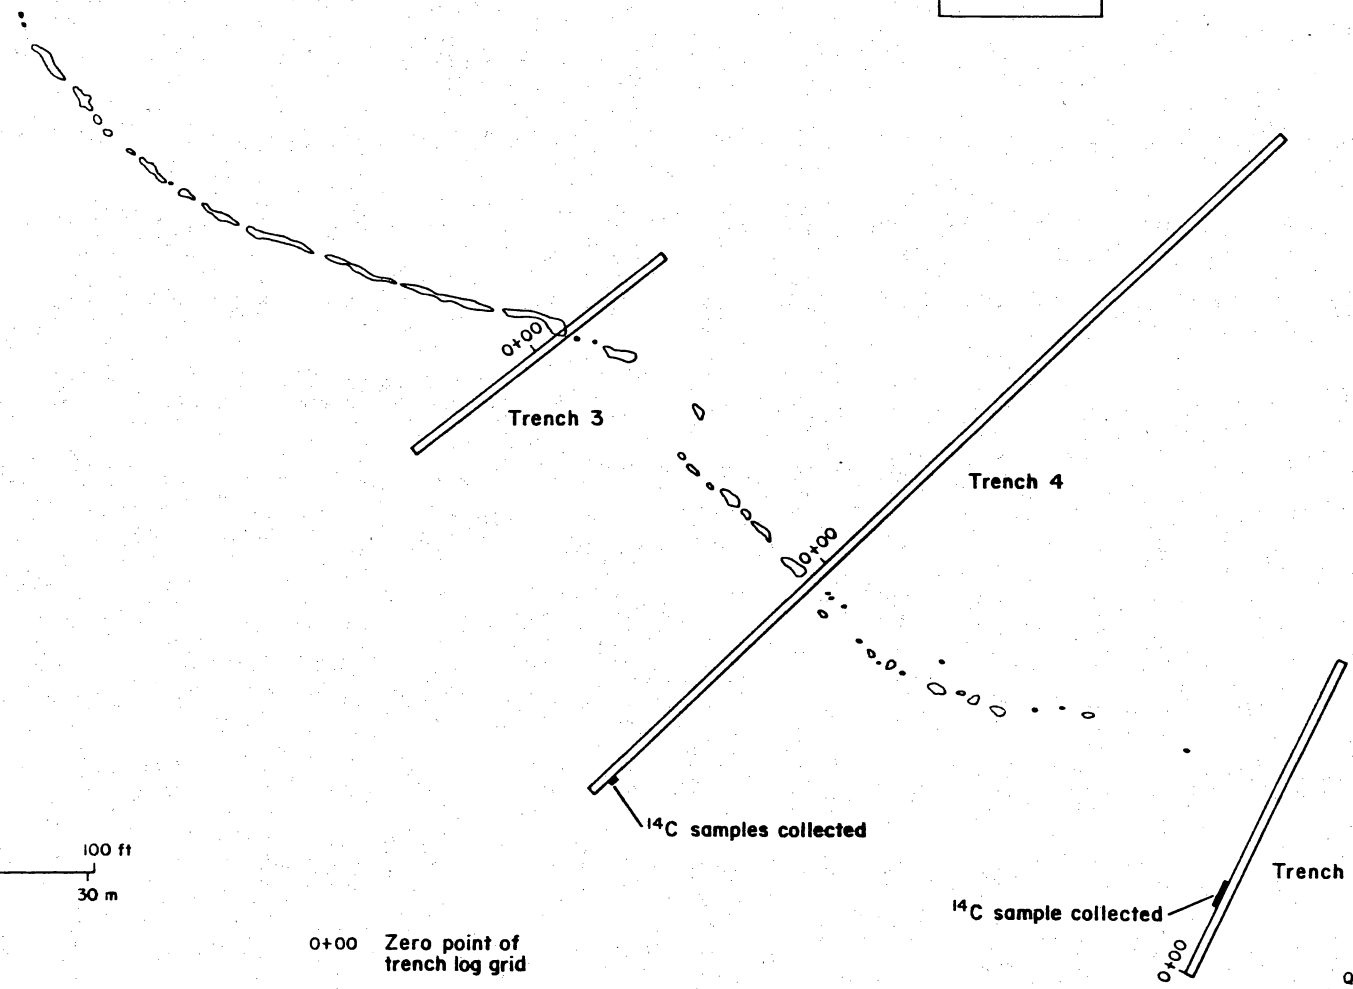 0+00
Trench 3
Trench 4
0+00
¹⁴C samples collected
100 ft
30 m
Trench
¹⁴C sample collected
0+00
0+00 Zero point of
trench log grid